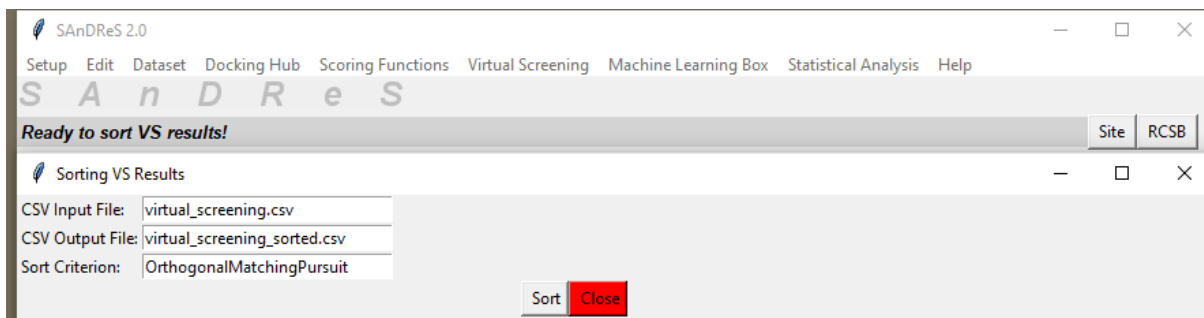 SAnDReS 2.0
Setup Edit Dataset Docking Hub Scoring Functions Virtual Screening Machine Learning Box Statistical Analysis Help
S A n D R e S
Ready to sort VS results! Site RCSB
Sorting VS Results
CSV Input File: virtual_screening.csv
CSV Output File: virtual_screening_sorted.csv
Sort Criterion: OrthogonalMatchingPursuit
Sort Close